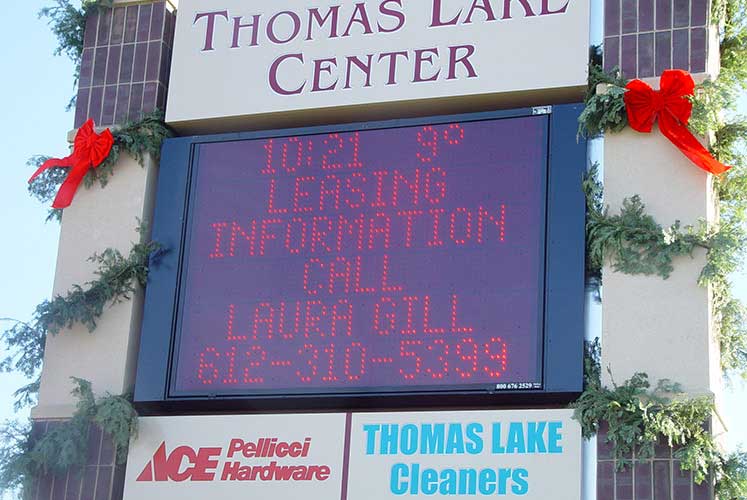 THOMAS LAKE
CENTER
10:21 9°
LEASING
INFORMATION
CALL
LAURA GILL
612-310-5399
800 676 2529
ACE Pellicci
Hardware
THOMAS LAKE
Cleaners